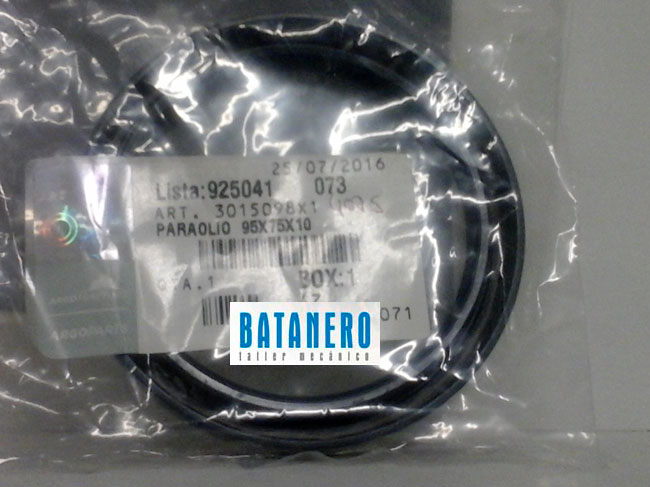 25/07/2016
Lista:925041 073
ART. 3015098X1
PARAOLIO 95X75X10
BOX:1
071
BATANERO
taller mecánico